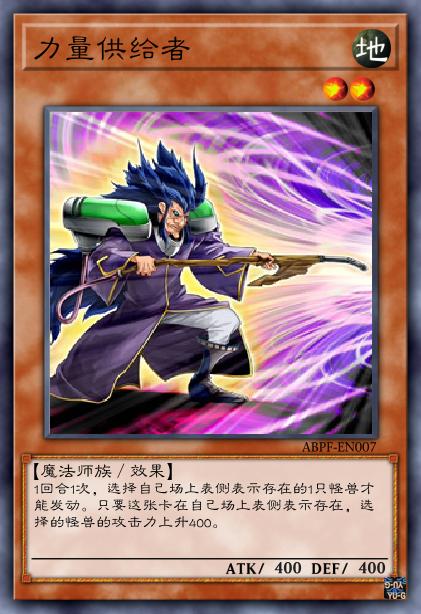 力量供给者
地
ABPF-EN007
【魔法师族／效果】
1回合1次，选择自己场上表侧表示存在的1只怪兽才
能发动。只要这张卡在自己场上表侧表示存在，选
择的怪兽的攻击力上升400。
ATK/ 400 DEF/ 400
YU-G